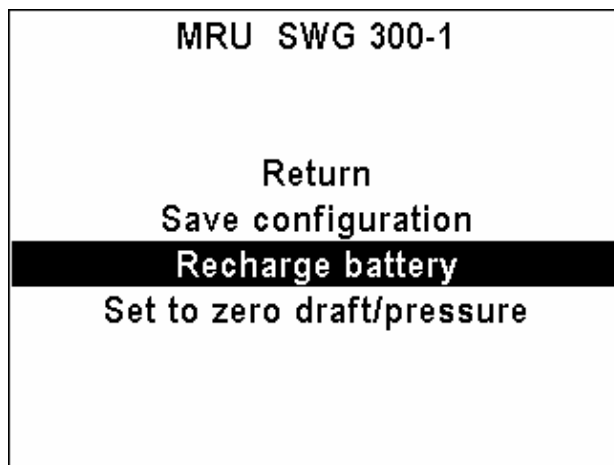 MRU SWG 300-1
Return
Save configuration
Recharge battery
Set to zero draft/pressure